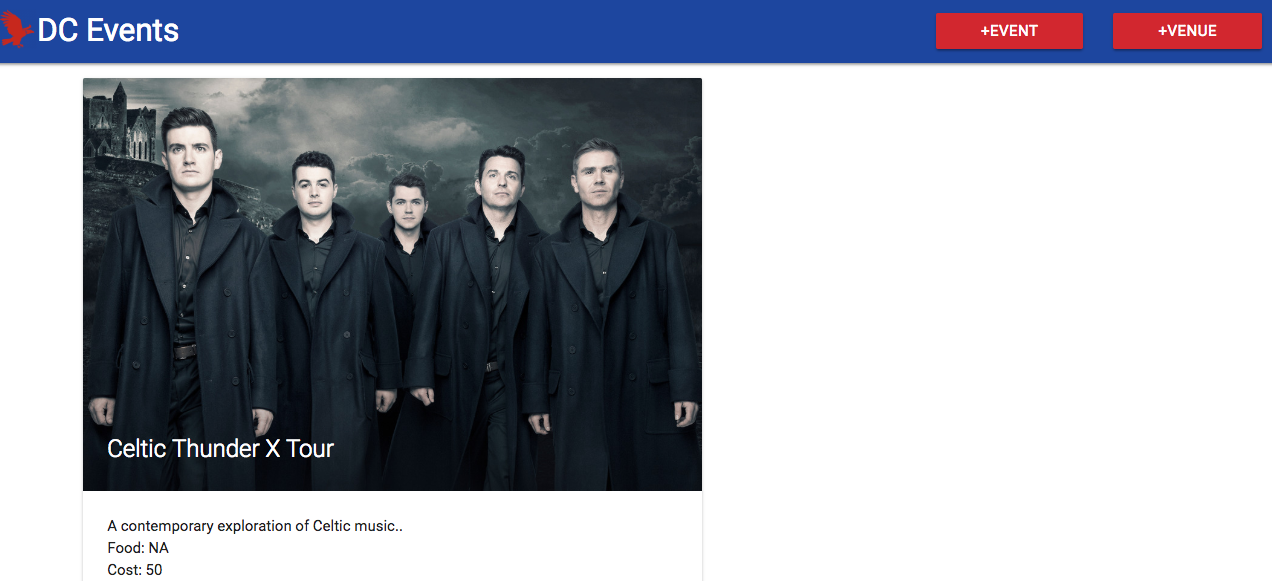 DC Events
+EVENT
+VENUE
Celtic Thunder X Tour
A contemporary exploration of Celtic music..
Food: NA
Cost: 50